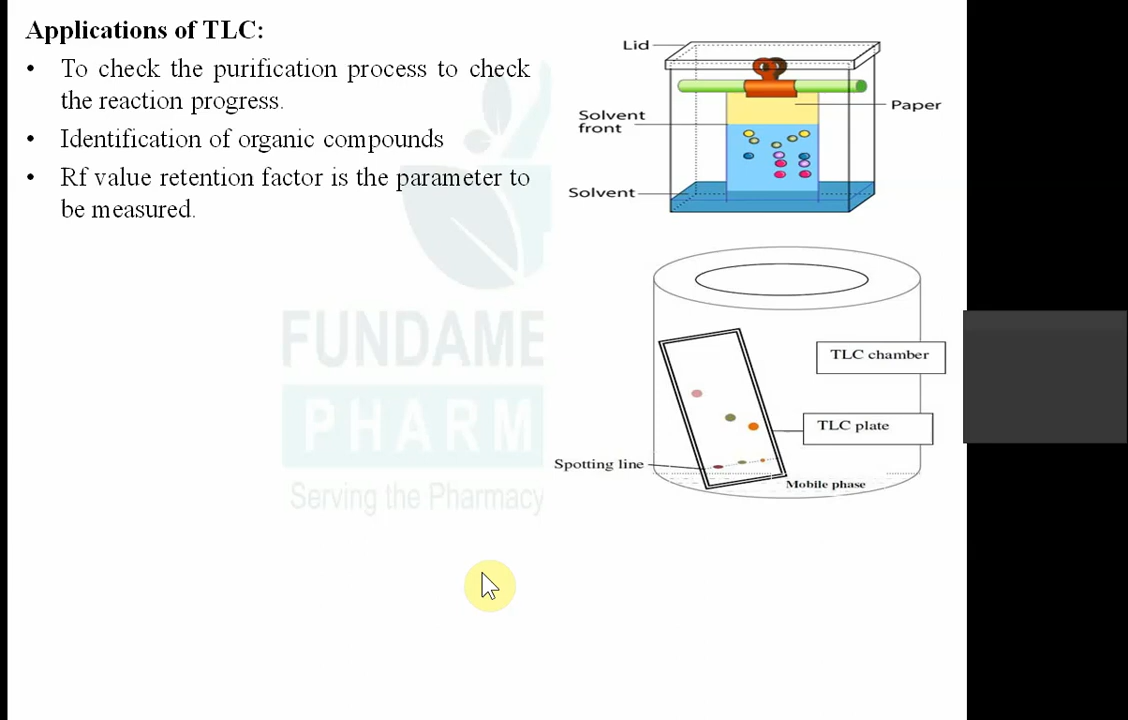 Applications of TLC:
• To check the purification process to check
the reaction progress.
• Identification of organic compounds
• Rf value retention factor is the parameter to
be measured.
Lid
Paper
Solvent
front
Solvent
TLC chamber
TLC plate
Spotting line
Mobile phase
FUNDAME
PHARM
Serving the Pharmacy